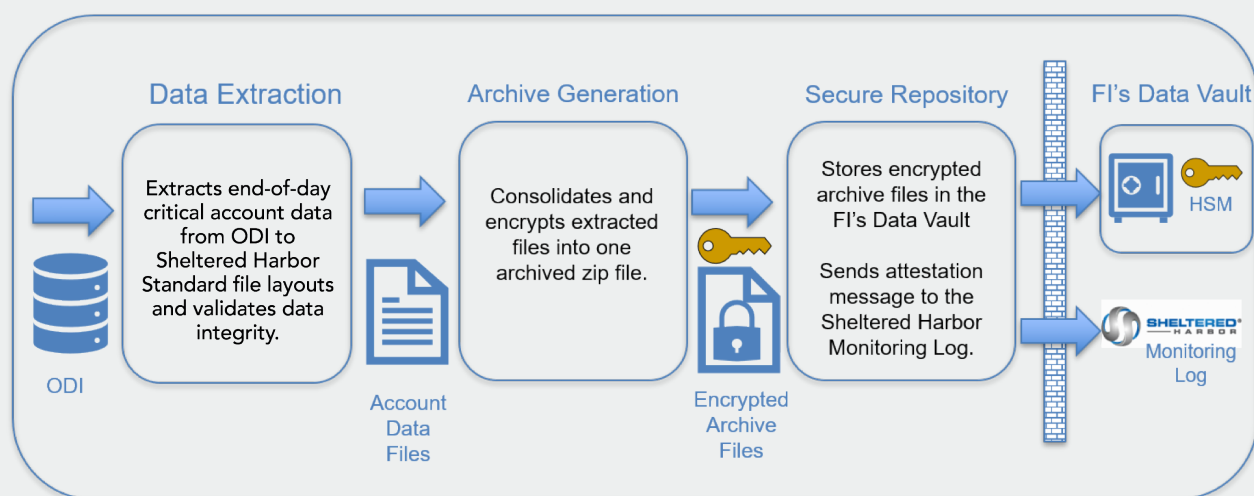 Data Extraction
Extracts end-of-day
critical account data
from ODI to
Sheltered Harbor
Standard file layouts
and validates data
integrity.
ODI
Account
Data
Files
Archive Generation
Consolidates and
encrypts extracted
files into one
archived zip file.
Encrypted
Archive
Files
Secure Repository
Stores encrypted
archive files in the
FI's Data Vault
Sends attestation
message to the
Sheltered Harbor
Monitoring Log.
FI's Data Vault
HSM
SHELTERED®
HARBOR
Monitoring
Log